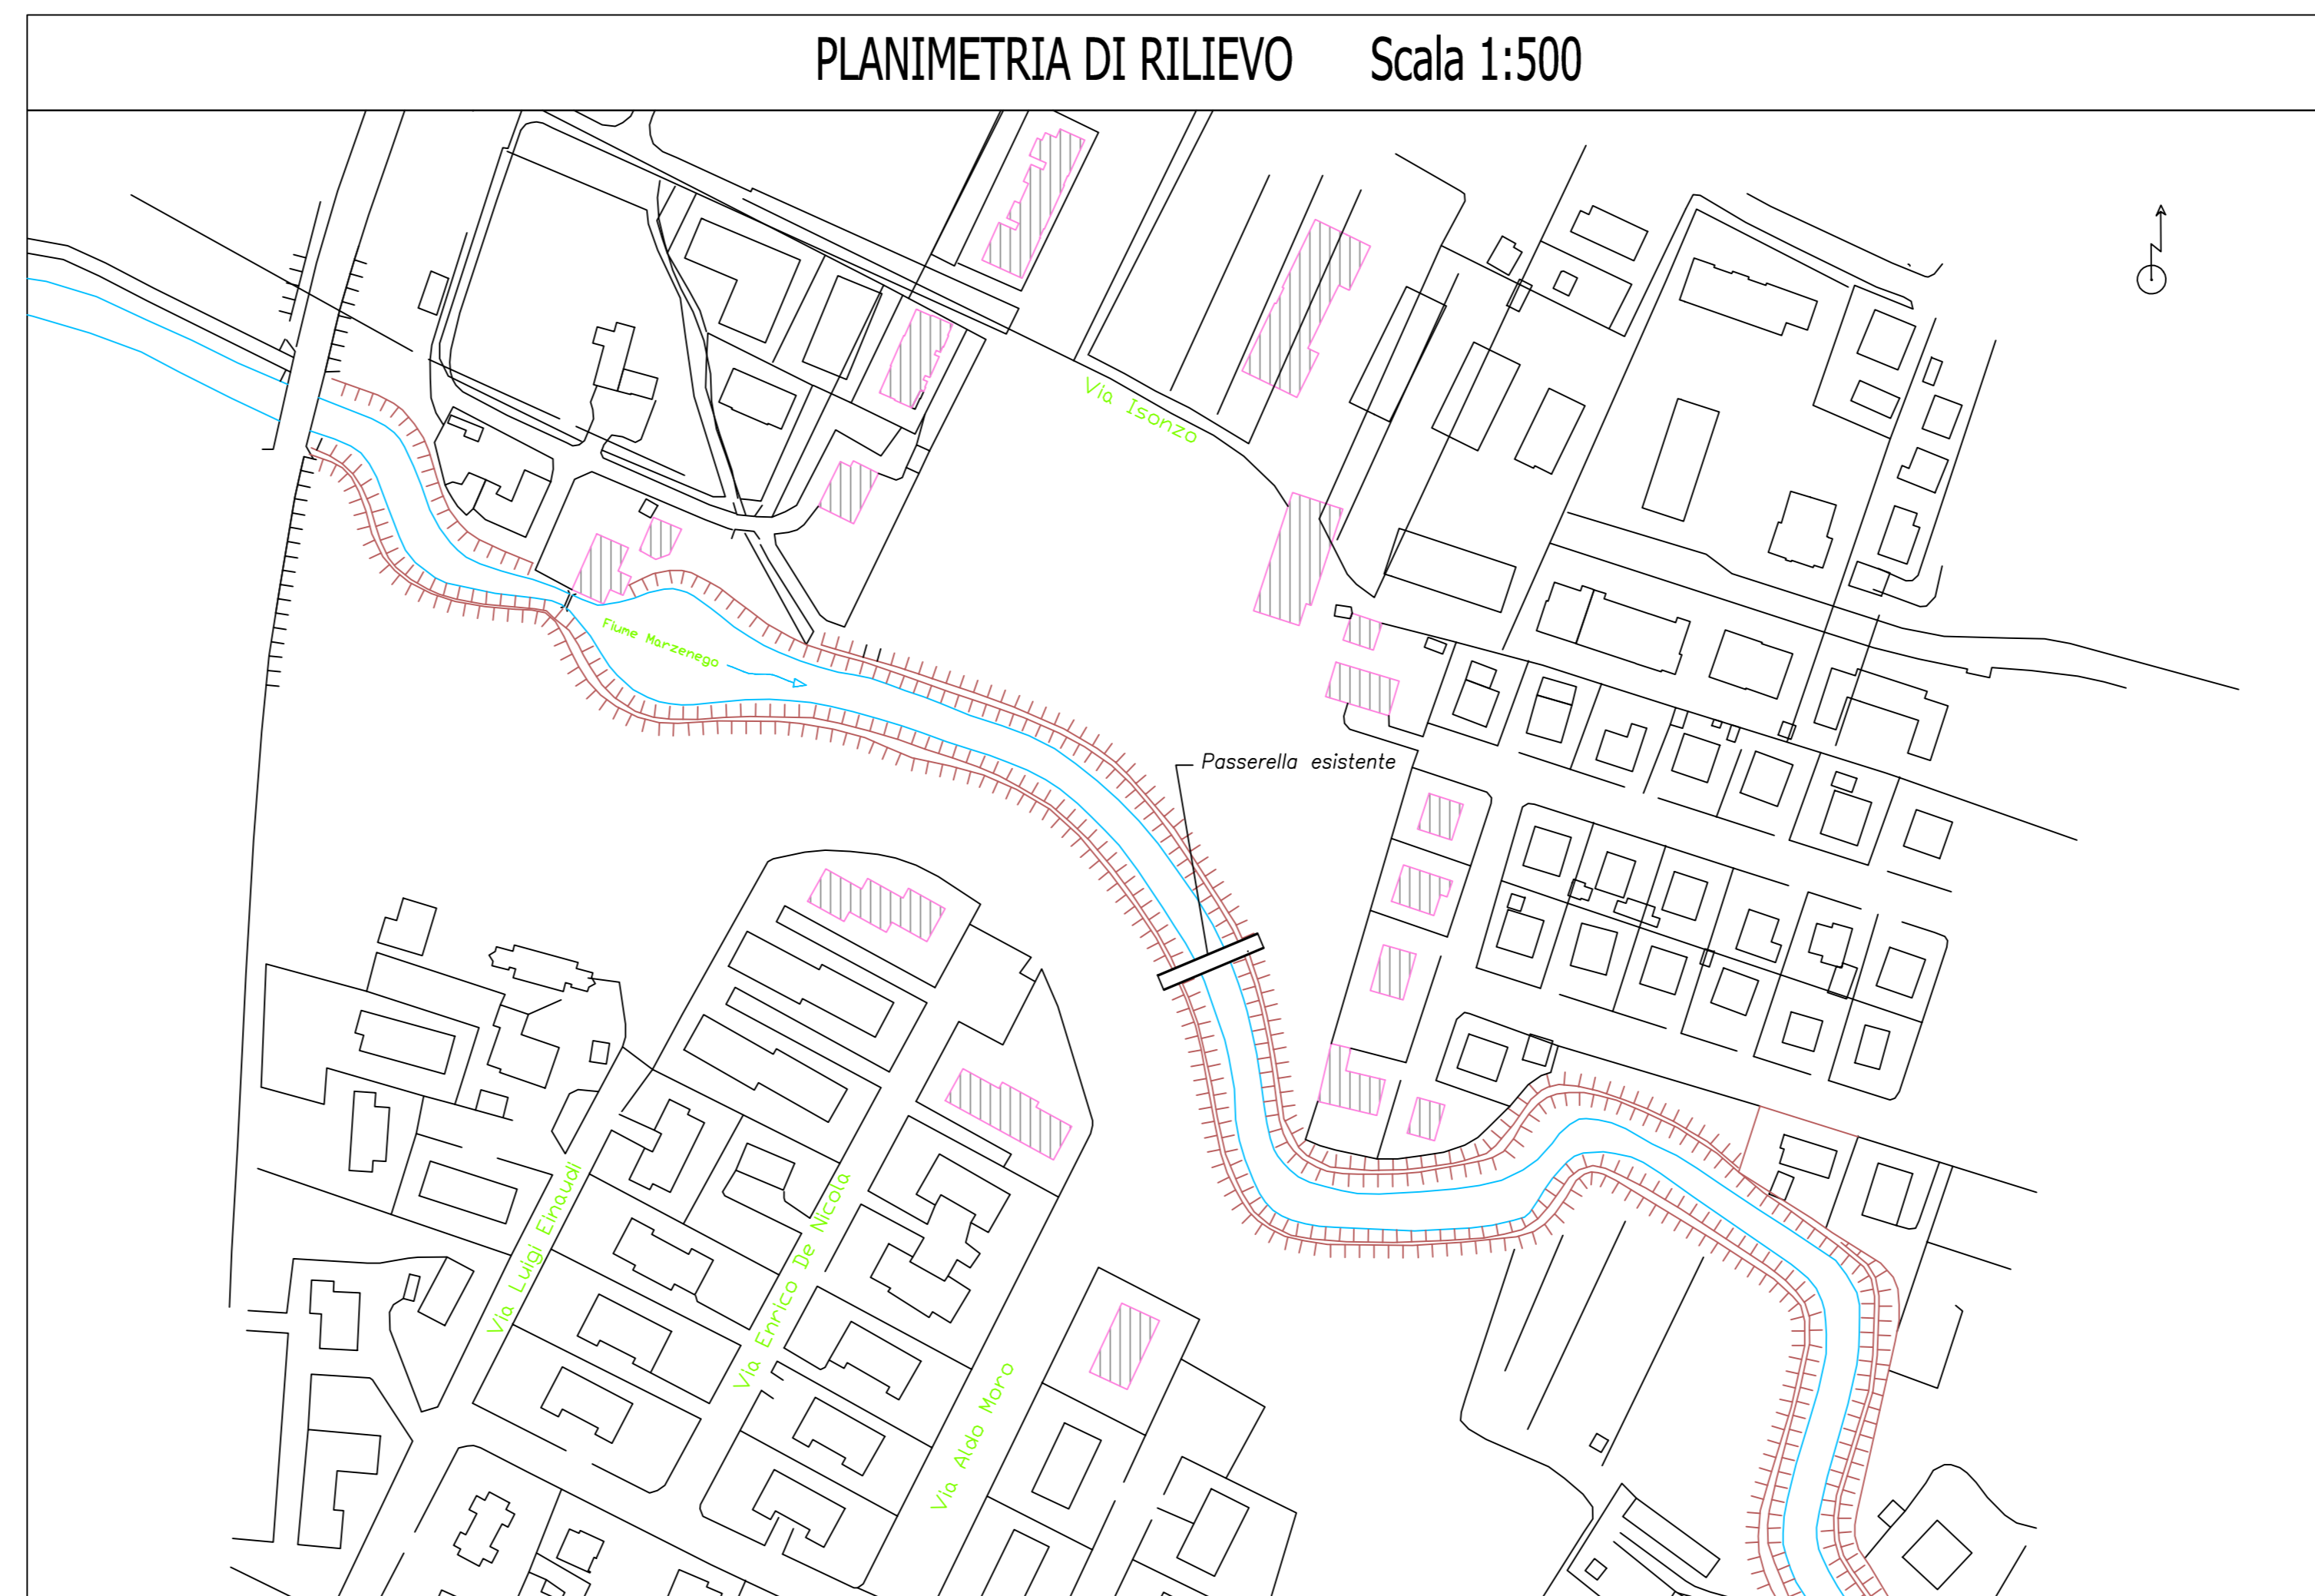 PLANIMETRIA DI RILIEVO Scala 1:500
Via Isonzo
Fiume Marzenego
Passerella esistente
Via Luigi Einaudi
Via Enrico De Nicola
Via Aldo Moro